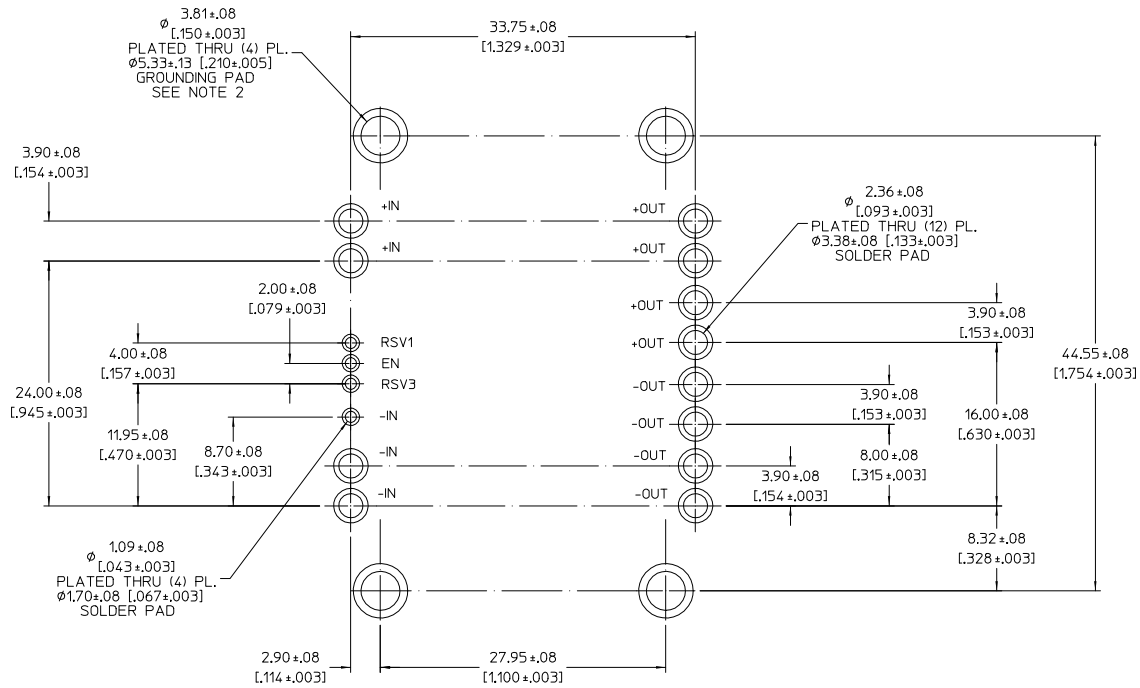 ø 3.81±.08
[.150±.003]
PLATED THRU (4) PL.
ø5.33±.13 [.210±.005]
GROUNDING PAD
SEE NOTE 2
33.75±.08
[1.329±.003]
3.90±.08
[.154±.003]
+IN
+OUT
ø 2.36±.08
[.093±.003]
PLATED THRU (12) PL.
ø3.38±.08 [.133±.003]
SOLDER PAD
+IN
+OUT
2.00±.08
[.079±.003]
+OUT
3.90±.08
[.153±.003]
4.00±.08
[.157±.003]
RSV1
+OUT
44.55±.08
[1.754±.003]
EN
24.00±.08
[.945±.003]
RSV3
-OUT
3.90±.08
[.153±.003]
16.00±.08
[.630±.003]
11.95±.08
[.470±.003]
8.70±.08
[.343±.003]
-IN
-OUT
8.00±.08
[.315±.003]
-IN
-OUT
3.90±.08
[.154±.003]
-IN
-OUT
8.32±.08
[.328±.003]
ø 1.09±.08
[.043±.003]
PLATED THRU (4) PL.
ø1.70±.08 [.067±.003]
SOLDER PAD
2.90±.08
[.114±.003]
27.95±.08
[1.100±.003]